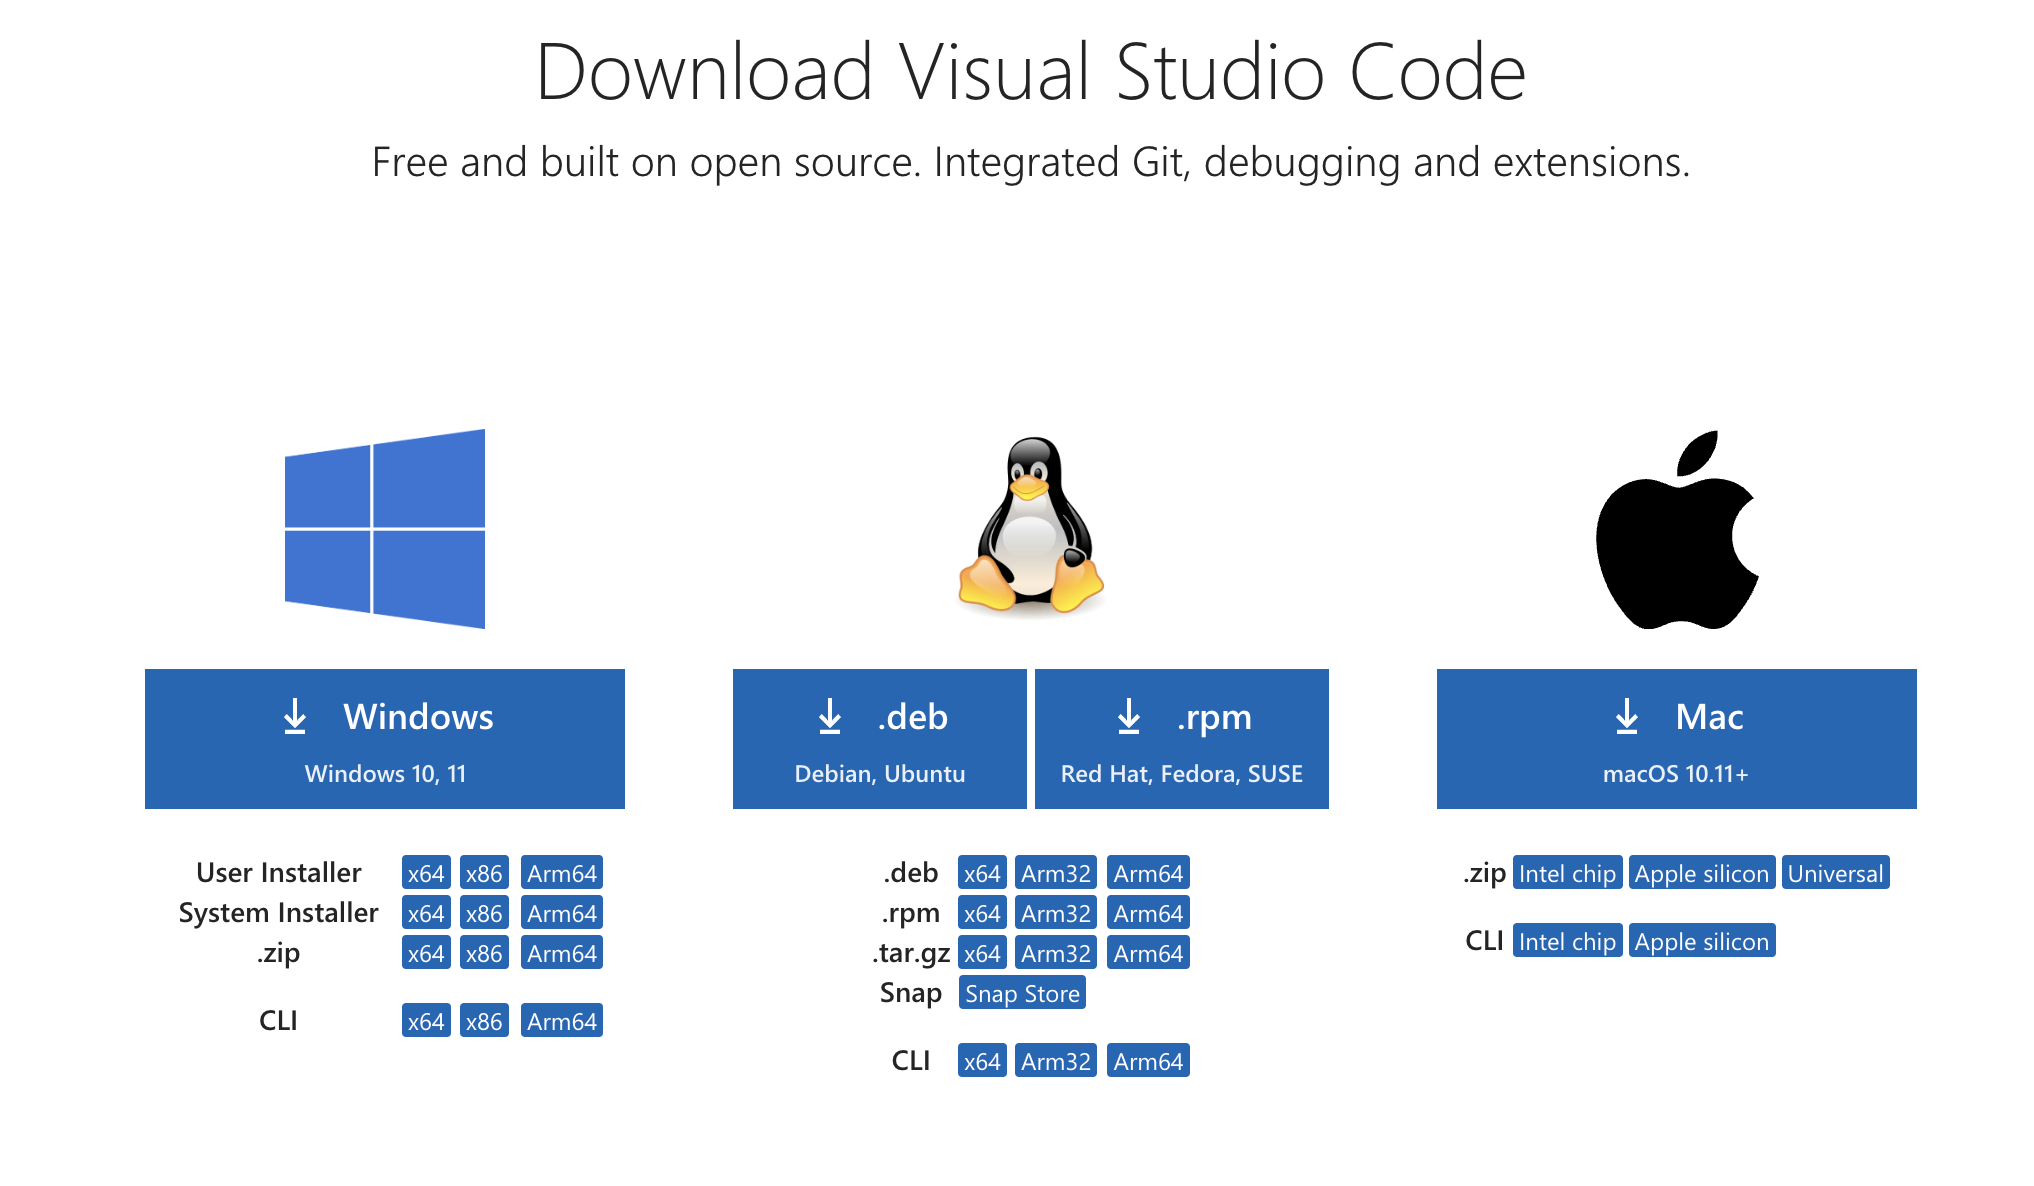 Download Visual Studio Code
Free and built on open source. Integrated Git, debugging and extensions.
Windows
Windows 10, 11
User Installer x64 x86 Arm64
System Installer x64 x86 Arm64
.zip x64 x86 Arm64
CLI x64 x86 Arm64
.deb
Debian, Ubuntu
.rpm
Red Hat, Fedora, SUSE
.deb x64 Arm32 Arm64
.rpm x64 Arm32 Arm64
.tar.gz x64 Arm32 Arm64
Snap Snap Store
CLI x64 Arm32 Arm64
Mac
macOS 10.11+
.zip Intel chip Apple silicon Universal
CLI Intel chip Apple silicon